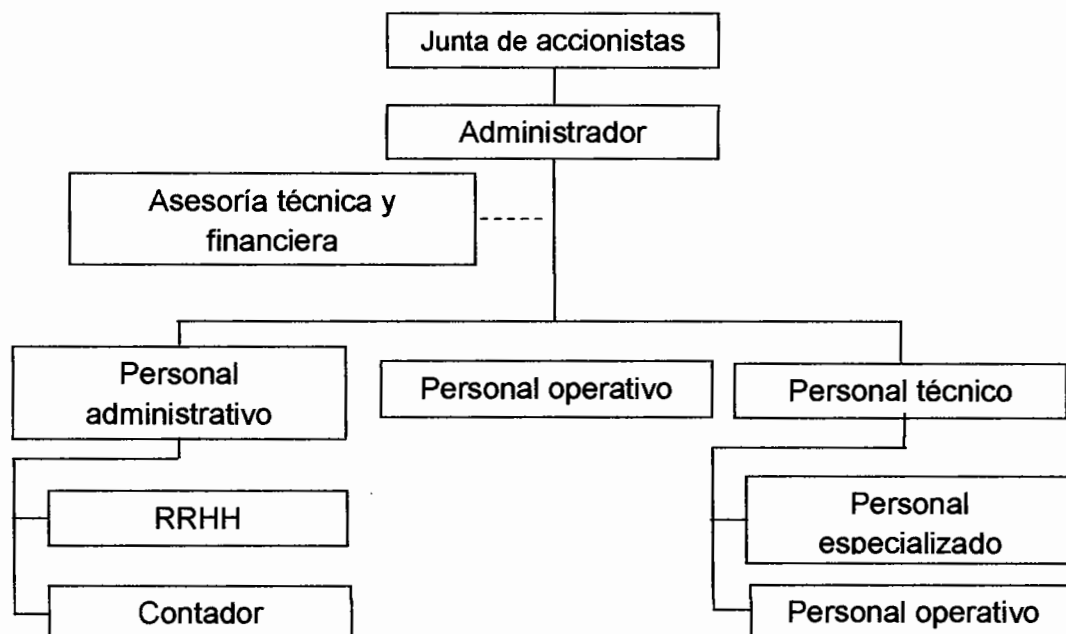 Junta de accionistas
Administrador
Asesoría técnica y
financiera
Personal
administrativo
Personal operativo
Personal técnico
RRHH
Contador
Personal
especializado
Personal operativo